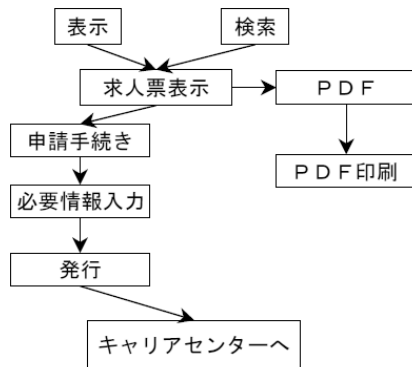 表示
検索
求人票表示
ＰＤＦ
申請手続き
ＰＤＦ印刷
必要情報入力
発行
キャリアセンターへ